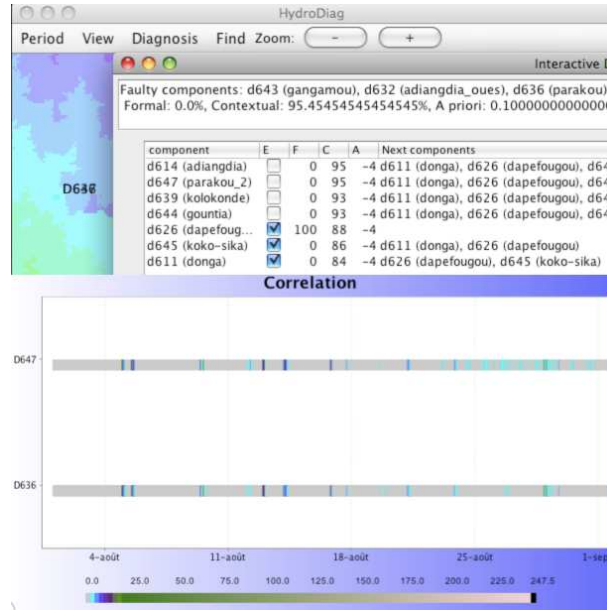 HydroDiag
Period View Diagnosis Find Zoom: - +
Interactive D
Faulty components: d643 (gangamou), d632 (adiangdia_oues), d636 (parakou)
Formal: 0.0%, Contextual: 95.45454545454545%, A priori: 0.1000000000000
component E F C A Next components
d614 (adiangdia) 0 95 -4 d611 (donga), d626 (dapefougou), d64
d647 (parakou_2) 0 95 -4 d611 (donga), d626 (dapefougou), d64
d639 (kolokonde) 0 93 -4 d611 (donga), d626 (dapefougou), d64
d644 (gountia) 0 93 -4 d611 (donga), d626 (dapefougou), d64
d626 (dapefoug... 100 88 -4
d645 (koko-sika) 0 86 -4 d611 (donga), d626 (dapefougou)
d611 (donga) 0 84 -4 d626 (dapefougou), d645 (koko-sika)
Correlation
D647
D636
4-août 11-août 18-août 25-août 1-sep
0.0 25.0 50.0 75.0 100.0 125.0 150.0 175.0 200.0 225.0 247.5